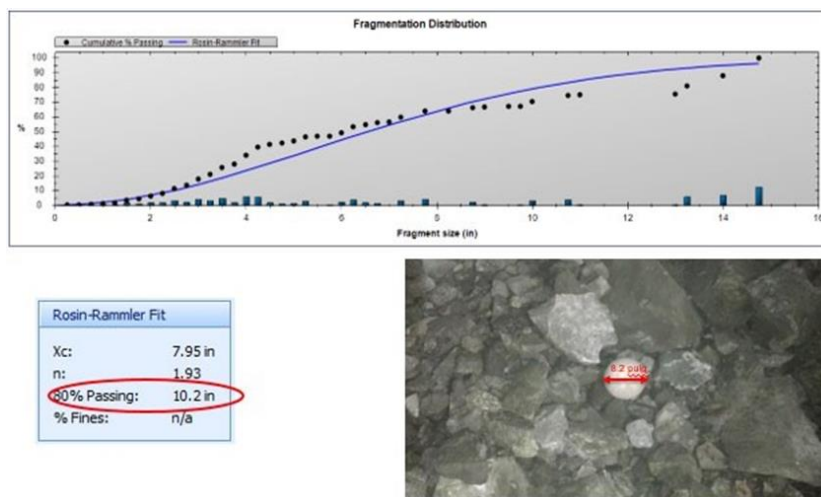 Fragmentation Distribution
Cumulative % Passing Rosin-Rammler Fit
100
90
80
70
60
50
40
30
20
10
0
%
0 2 4 6 8 10 12 14 16
Fragment size (in)
Rosin-Rammler Fit
Xc: 7.95 in
n: 1.93
80% Passing: 10.2 in
% Fines: n/a
8.2 pulg